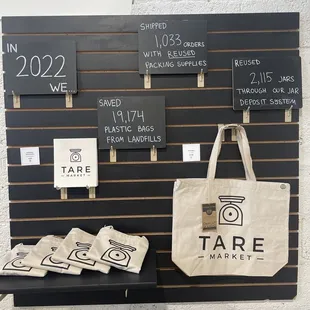 IN
2022
WE
SHIPPED
1,033 ORDERS
WITH REUSED
PACKING SUPPLIES
REUSED
2,115 JARS
THROUGH OUR JAR
DEPOSIT SYSTEM
SAVED
19,174
PLASTIC BAGS
FROM LANDFILLS
TARE
MARKET
TARE
MARKET